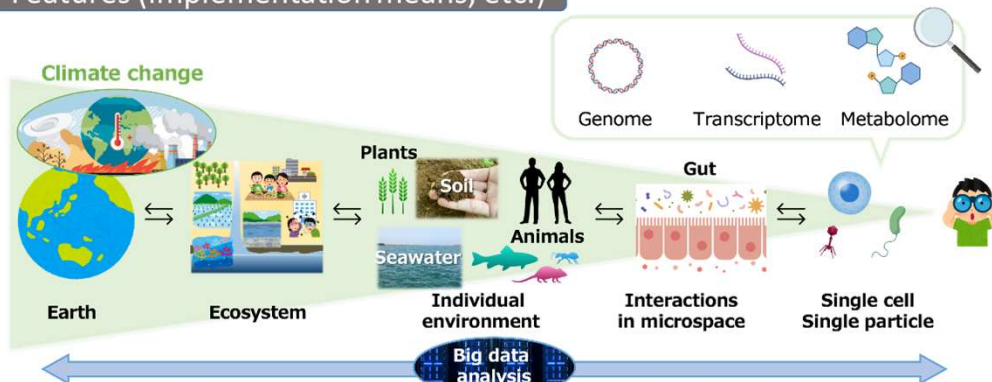 Features (implementation means, etc.)
Climate change
Genome
Transcriptome
Metabolome
Plants
Soil
Seawater
Animals
Gut
Earth
Ecosystem
Individual
environment
Interactions
in microspace
Single cell
Single particle
Big data
analysis